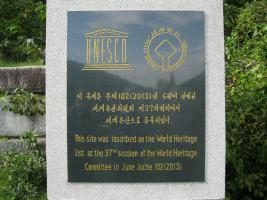 UNESCO
이 유적은 주체102(2013)년 6월에 진행된
세계유산위원회 제37차회의에서
세계유산으로 등록되였다.
This site was inscribed on the World Heritage
List at the 37th session of the World Heritage
Committee in June Juche 102(2013).